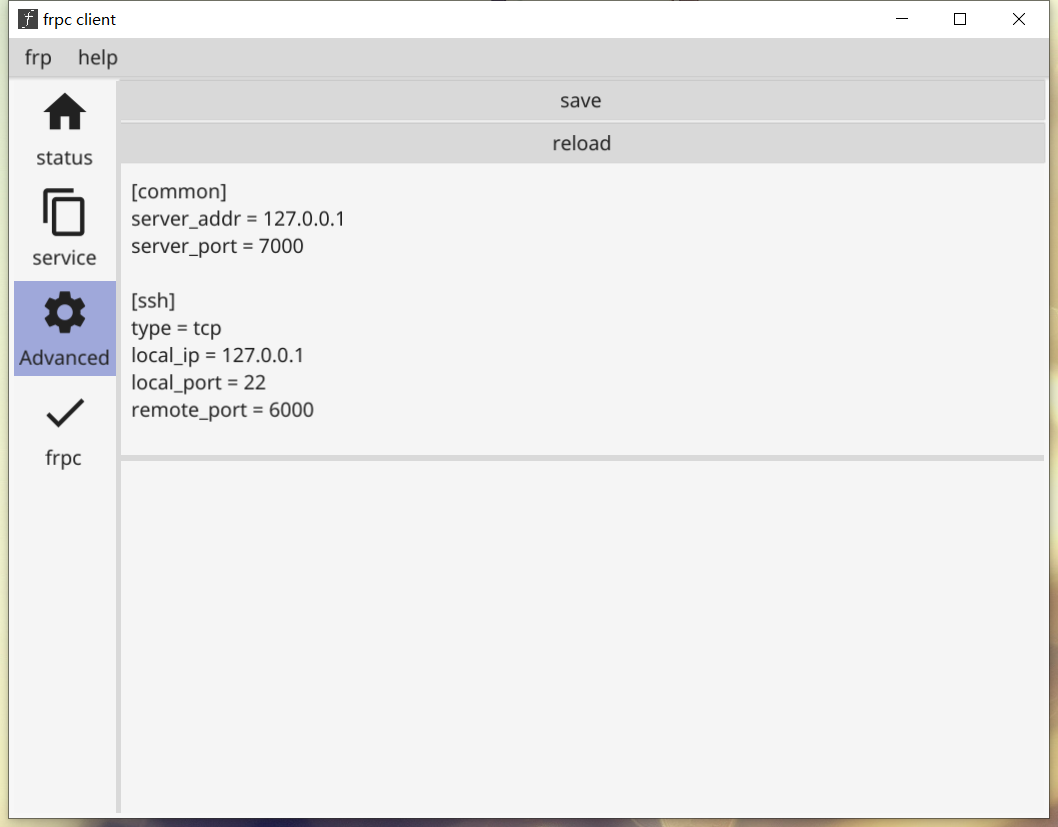 frpc client
frp help
status
service
Advanced
frpc
save
reload
[common]
server_addr = 127.0.0.1
server_port = 7000
[ssh]
type = tcp
local_ip = 127.0.0.1
local_port = 22
remote_port = 6000